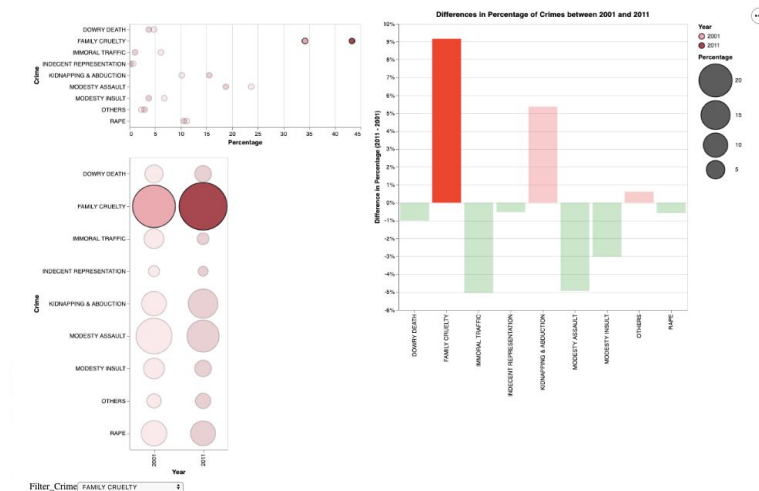 Crime
DOWRY DEATH
FAMILY CRUELTY
IMMORAL TRAFFIC
INDECENT REPRESENTATION
KIDNAPPING & ABDUCTION
MODESTY ASSAULT
MODESTY INSULT
OTHERS
RAPE
0 5 10 15 20 25 30 35 40 45
Percentage
Crime
DOWRY DEATH
FAMILY CRUELTY
IMMORAL TRAFFIC
INDECENT REPRESENTATION
KIDNAPPING & ABDUCTION
MODESTY ASSAULT
MODESTY INSULT
OTHERS
RAPE
2001 2011
Year
Filter_Crime FAMILY CRUELTY
Differences in Percentage of Crimes between 2001 and 2011
Difference in Percentage (2011 - 2001)
10%
9%
8%
7%
6%
5%
4%
3%
2%
1%
0%
-1%
-2%
-3%
-4%
-5%
-6%
DOWRY DEATH
FAMILY CRUELTY
IMMORAL TRAFFIC
INDECENT REPRESENTATION
KIDNAPPING & ABDUCTION
MODESTY ASSAULT
MODESTY INSULT
OTHERS
RAPE
Year
2001
2011
Percentage
20
15
10
5